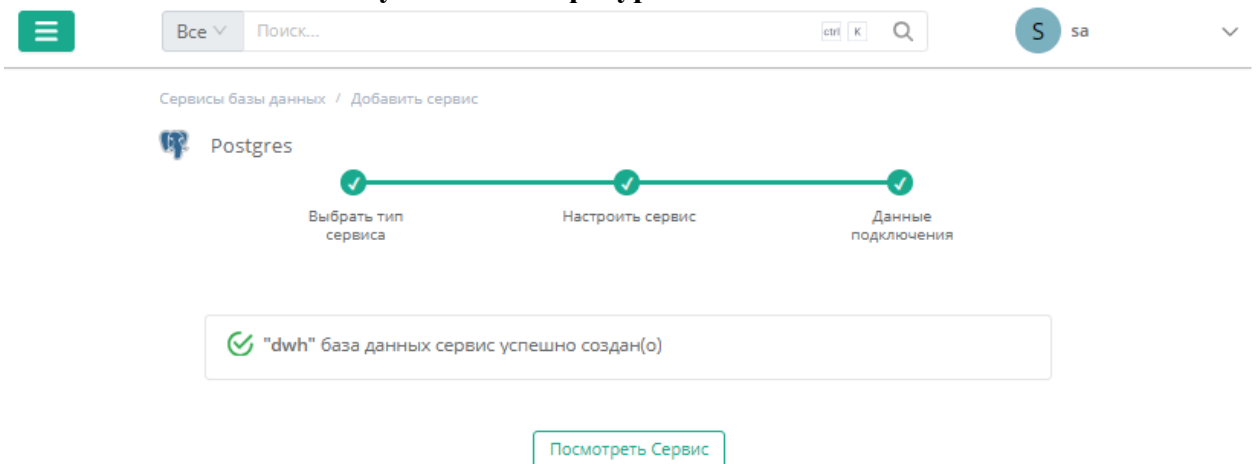 Все
Поиск...
ctrl K
S
sa
Сервисы базы данных / Добавить сервис
Postgres
Выбрать тип
сервиса
Настроить сервис
Данные
подключения
"dwh" база данных сервис успешно создан(о)
Посмотреть Сервис